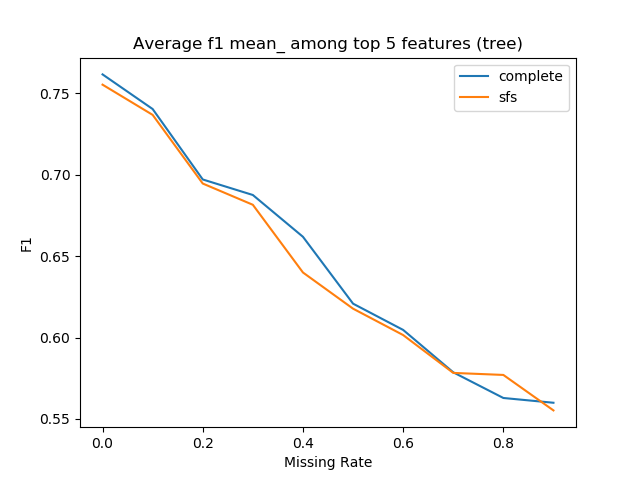 Average f1 mean_ among top 5 features (tree)
complete
sfs
0.75
0.70
0.65
0.60
0.55
F1
0.0 0.2 0.4 0.6 0.8
Missing Rate